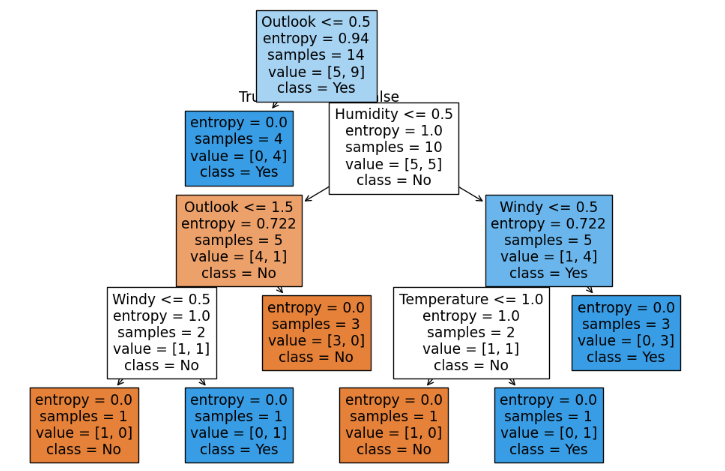 Outlook <= 0.5
entropy = 0.94
samples = 14
value = [5, 9]
class = Yes
entropy = 0.0
samples = 4
value = [0, 4]
class = Yes
Humidity <= 0.5
entropy = 1.0
samples = 10
value = [5, 5]
class = No
Outlook <= 1.5
entropy = 0.722
samples = 5
value = [4, 1]
class = No
Windy <= 0.5
entropy = 0.722
samples = 5
value = [1, 4]
class = Yes
Windy <= 0.5
entropy = 1.0
samples = 2
value = [1, 1]
class = No
entropy = 0.0
samples = 3
value = [3, 0]
class = No
Temperature <= 1.0
entropy = 1.0
samples = 2
value = [1, 1]
class = No
entropy = 0.0
samples = 3
value = [0, 3]
class = Yes
entropy = 0.0
samples = 1
value = [1, 0]
class = No
entropy = 0.0
samples = 1
value = [0, 1]
class = Yes
entropy = 0.0
samples = 1
value = [1, 0]
class = No
entropy = 0.0
samples = 1
value = [0, 1]
class = Yes